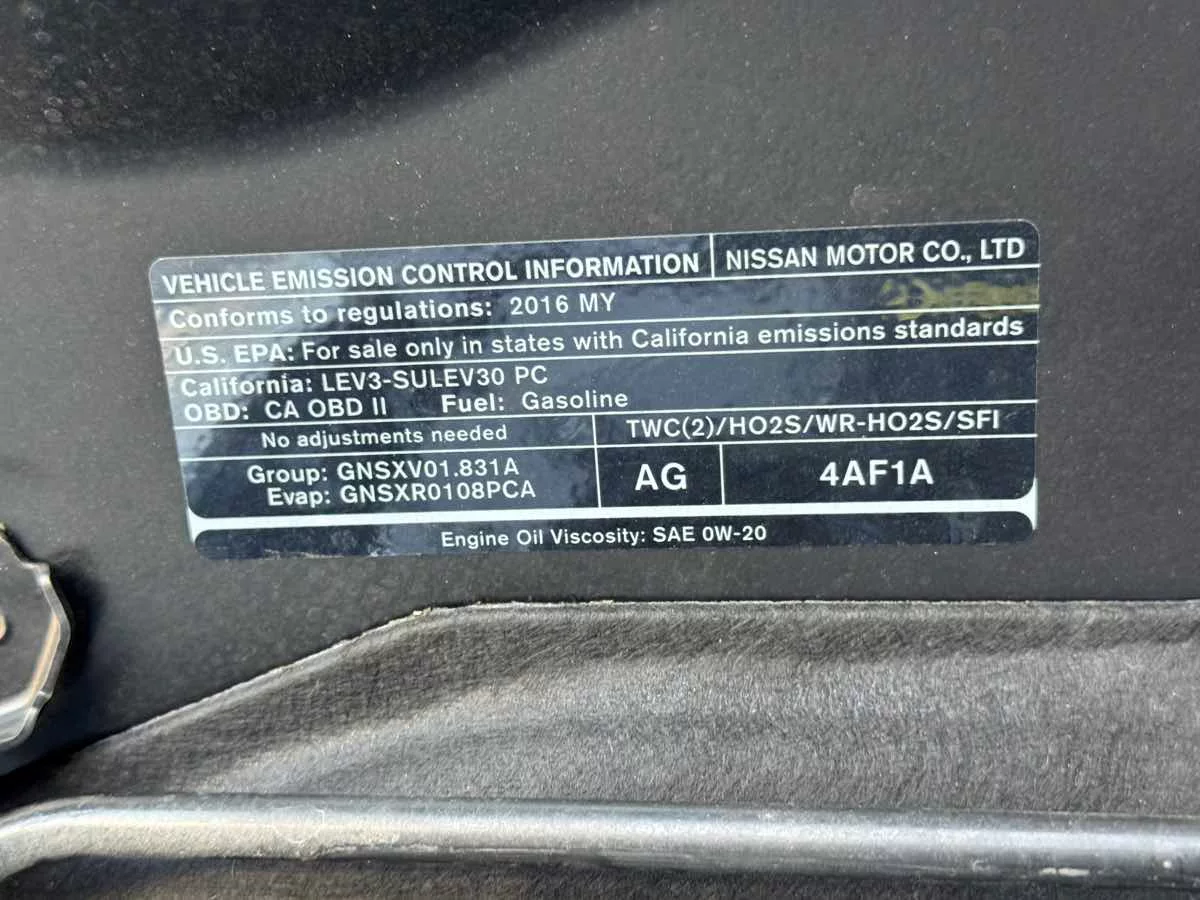 VEHICLE EMISSION CONTROL INFORMATION NISSAN MOTOR CO., LTD
Conforms to regulations: 2016 MY
U.S. EPA: For sale only in states with California emissions standards
California: LEV3-SULEV30 PC
OBD: CA OBD II Fuel: Gasoline
No adjustments needed TWC(2)/HO2S/WR-HO2S/SFI
Group: GNSXV01.831A
Evap: GNSXR0108PCA
AG 4AF1A
Engine Oil Viscosity: SAE 0W-20